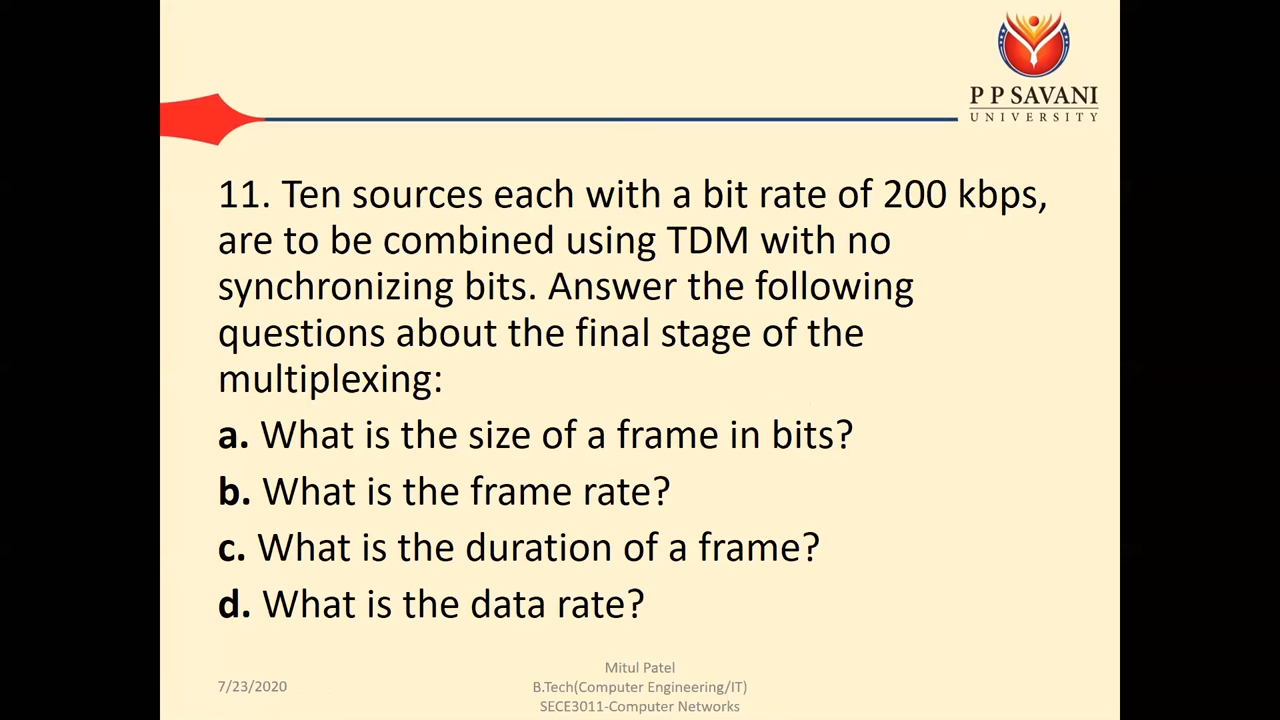 P P SAVANI
UNIVERSITY
11. Ten sources each with a bit rate of 200 kbps,
are to be combined using TDM with no
synchronizing bits. Answer the following
questions about the final stage of the
multiplexing:
a. What is the size of a frame in bits?
b. What is the frame rate?
c. What is the duration of a frame?
d. What is the data rate?
7/23/2020
Mitul Patel
B.Tech(Computer Engineering/IT)
SECE3011-Computer Networks